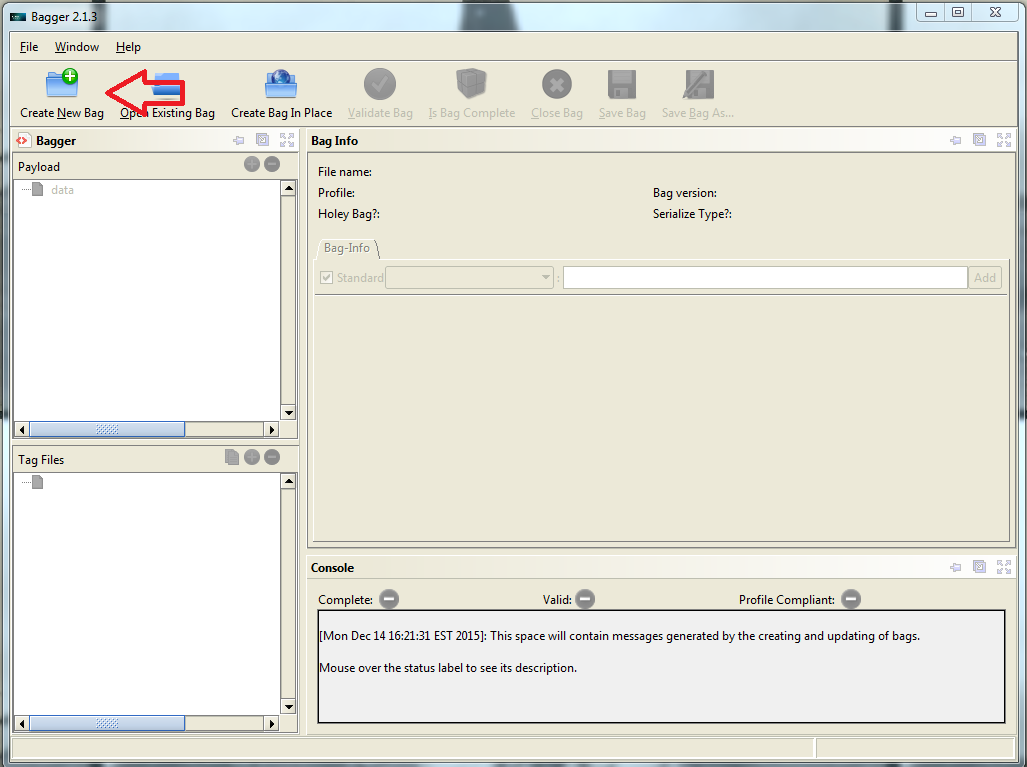 Bagger 2.1.3
File Window Help
Create New Bag Open Existing Bag Create Bag In Place Validate Bag Is Bag Complete Close Bag Save Bag Save Bag As...
Bagger
Payload
data
Tag Files
Bag Info
File name:
Profile: Bag version:
Holey Bag?: Serialize Type?:
Bag-Info
Standard : Add
Console
Complete: Valid: Profile Compliant:
[Mon Dec 14 16:21:31 EST 2015]: This space will contain messages generated by the creating and updating of bags.
Mouse over the status label to see its description.